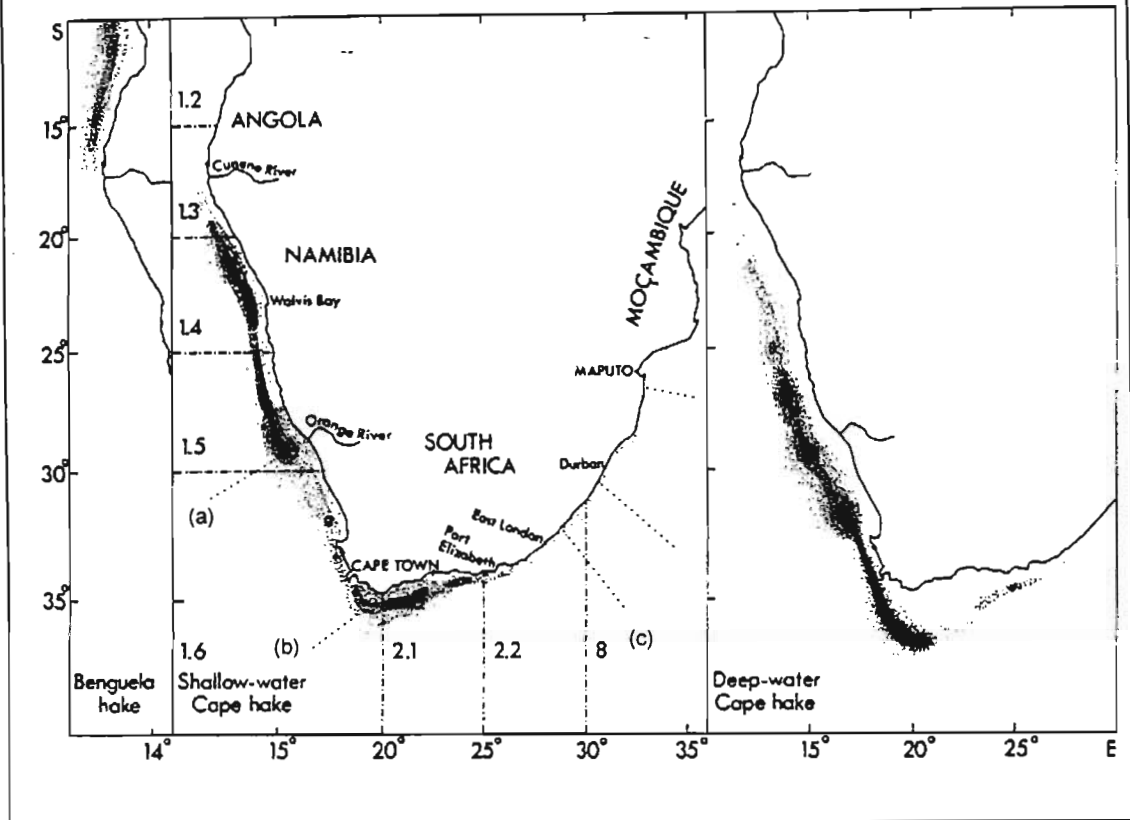 S
15°
20°
25°
30°
35°
1.2
ANGOLA
Cunene River
1.3
NAMIBIA
Walvis Bay
1.4
1.5
Orange River
(a)
SOUTH
AFRICA
MOÇAMBIQUE
MAPUTO
Durban
East London
Port
Elizabeth
CAPE TOWN
(b)
(c)
1.6
2.1
2.2
8
Benguela
hake
Shallow-water
Cape hake
Deep-water
Cape hake
14°
15°
20°
25°
30°
35°
15°
20°
25°
E